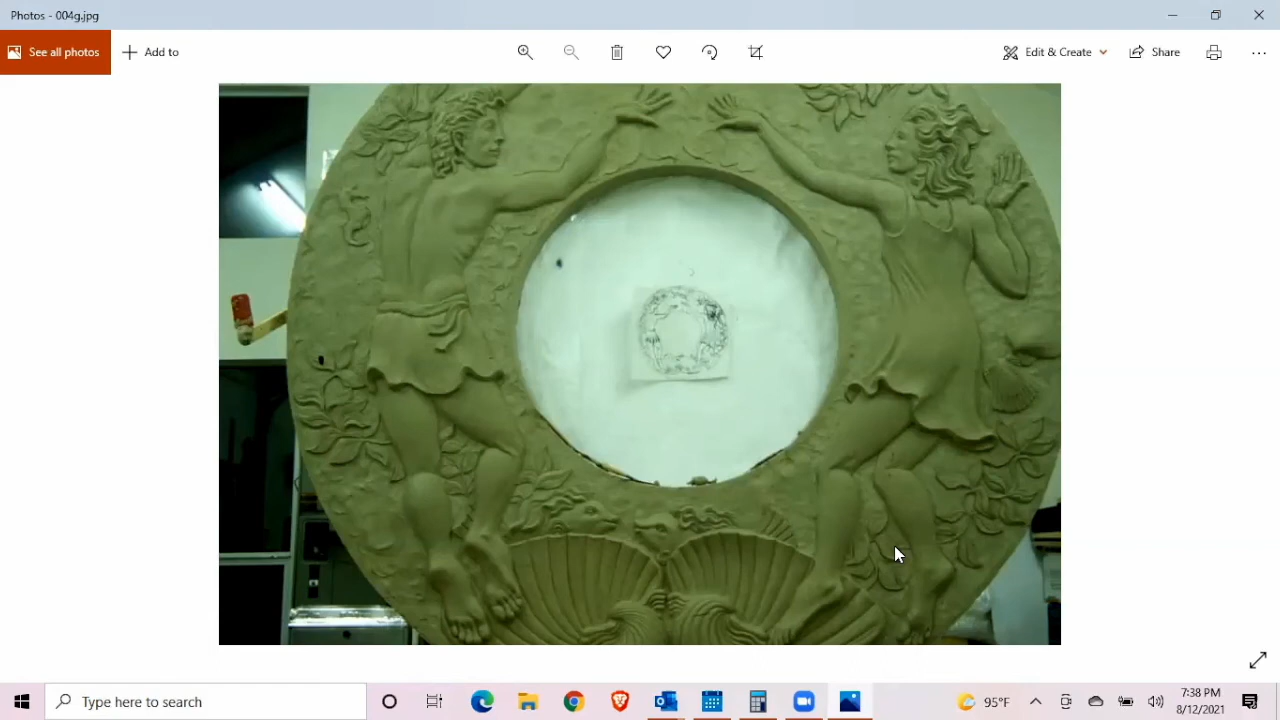 Photos - 004g.jpg
See all photos
Add to
Edit & Create
Share
Type here to search
95°F
7:38 PM
8/12/2021